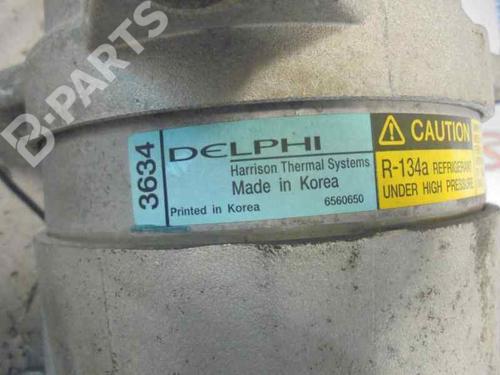 B-PARTS
3634
DELPHI
Harrison Thermal Systems
Made in Korea
Printed in Korea 6560650
CAUTION
R-134a REFRIGERANT
UNDER HIGH PRESSURE